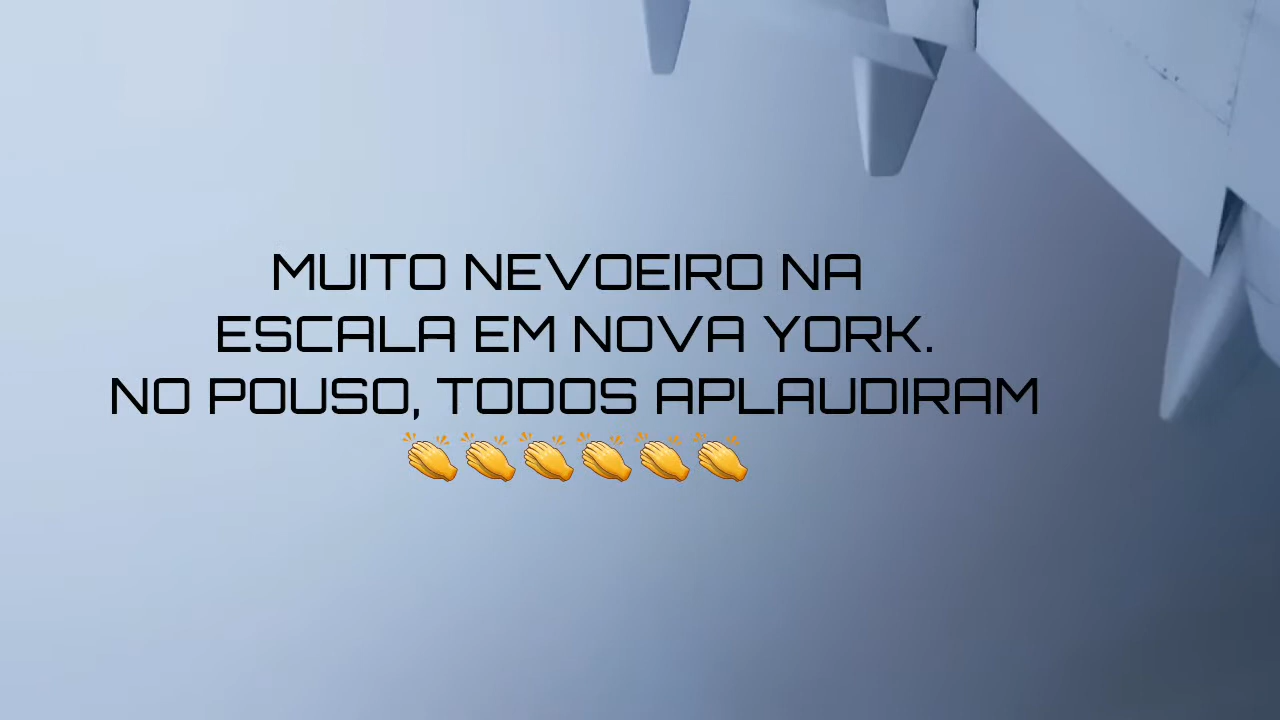 MUITO NEVOEIRO NA
ESCALA EM NOVA YORK.
NO POUSO, TODOS APLAUDIRAM
👏👏👏👏👏👏